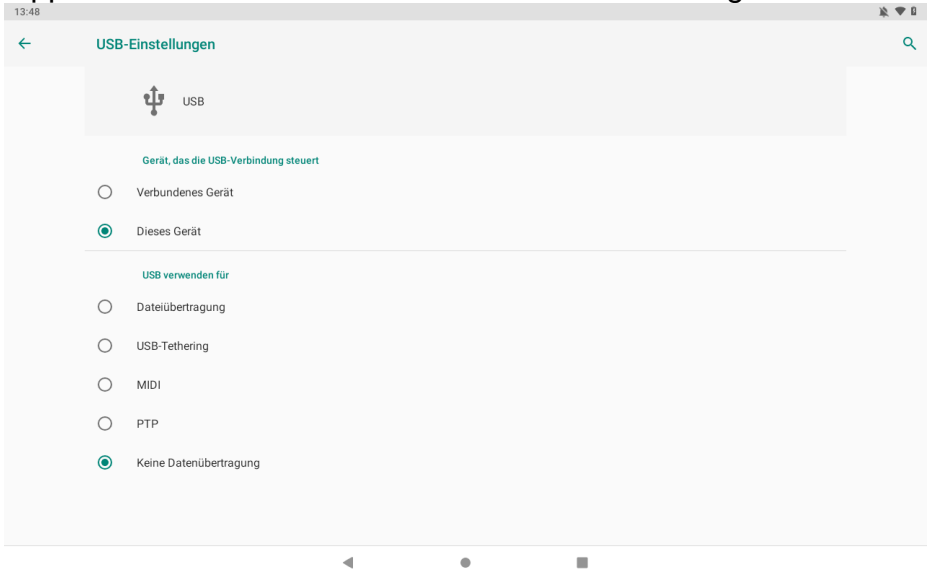 13:48
USB-Einstellungen
USB
Gerät, das die USB-Verbindung steuert
Verbundenes Gerät
Dieses Gerät
USB verwenden für
Dateiübertragung
USB-Tethering
MIDI
PTP
Keine Datenübertragung